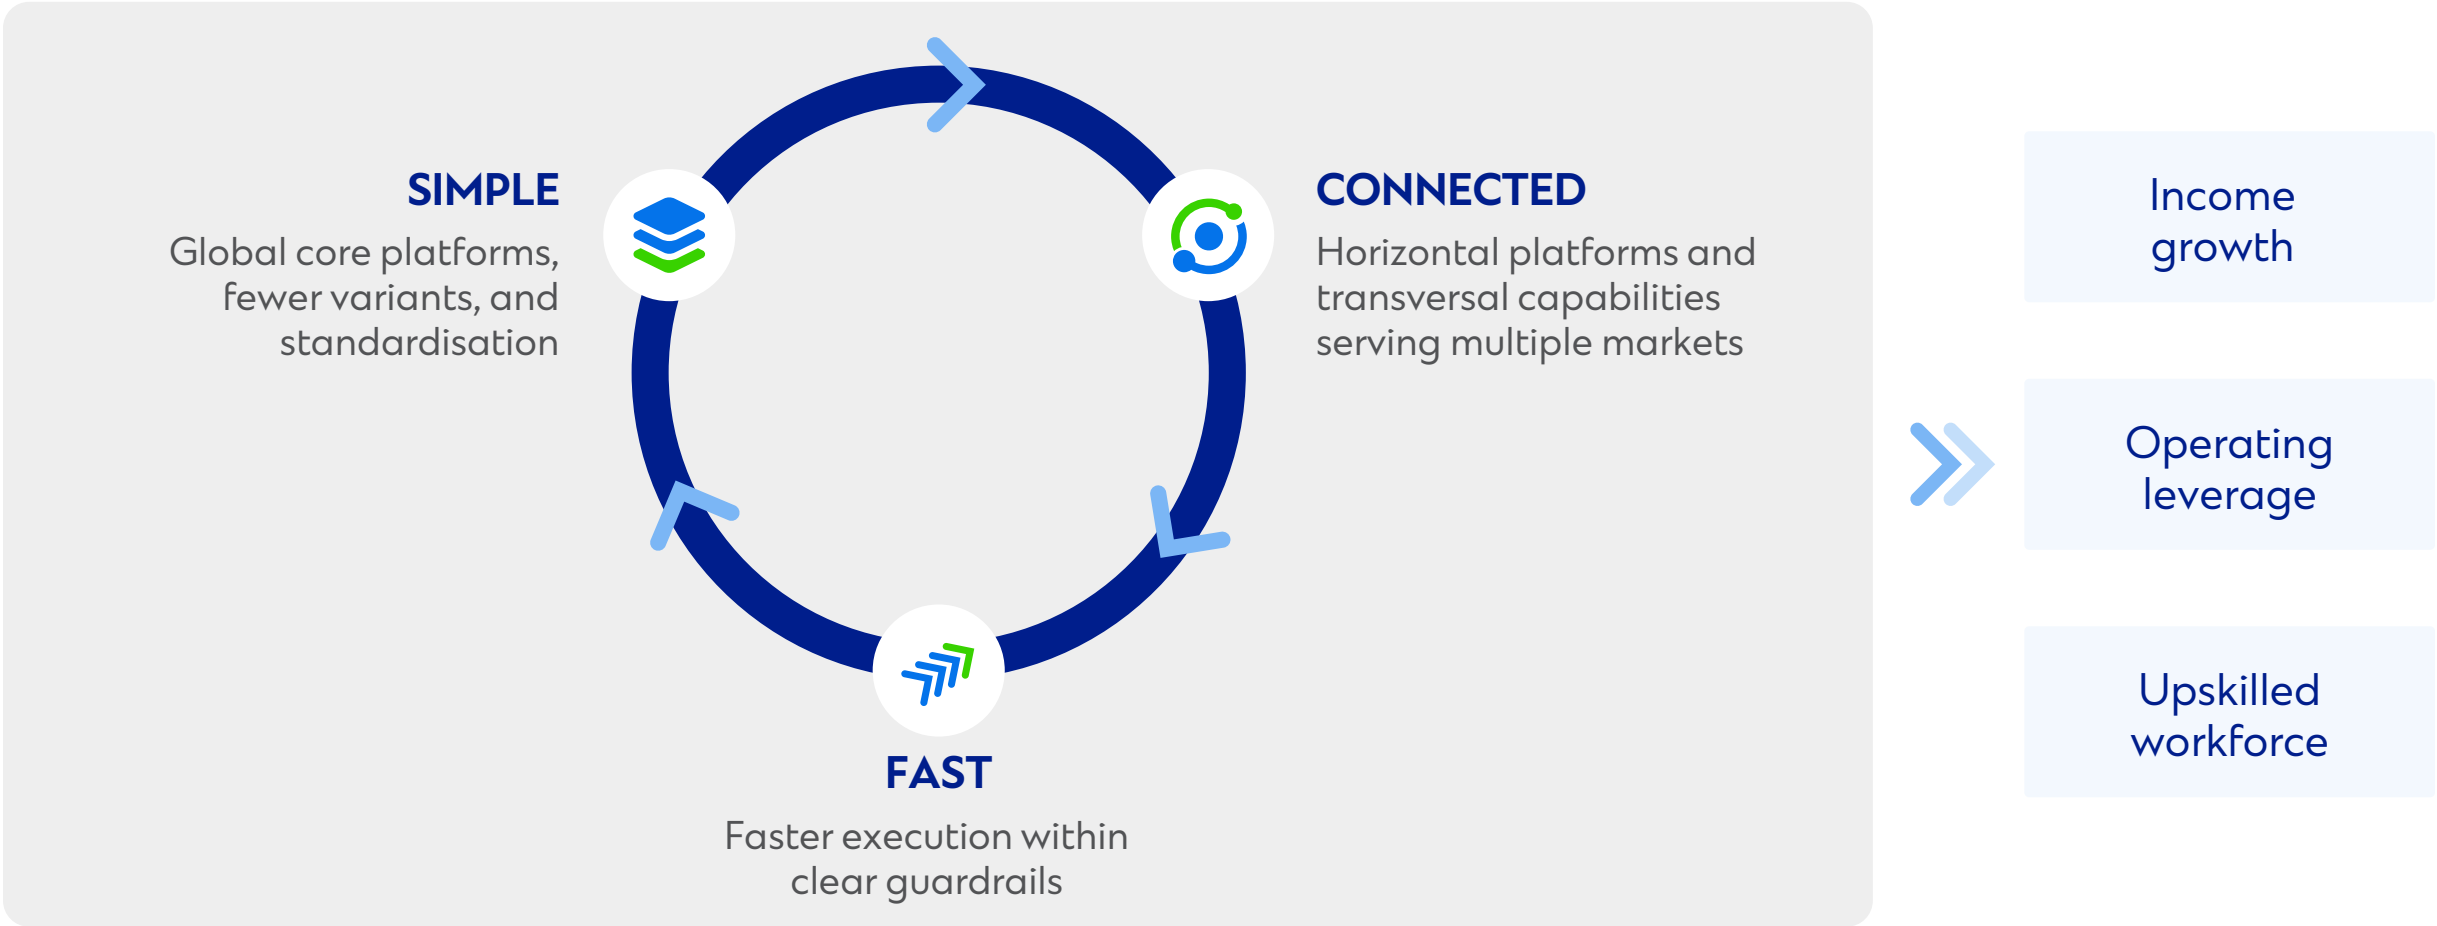 SIMPLE
Global core platforms,
fewer variants, and
standardisation
CONNECTED
Horizontal platforms and
transversal capabilities
serving multiple markets
FAST
Faster execution within
clear guardrails
Income
growth
Operating
leverage
Upskilled
workforce